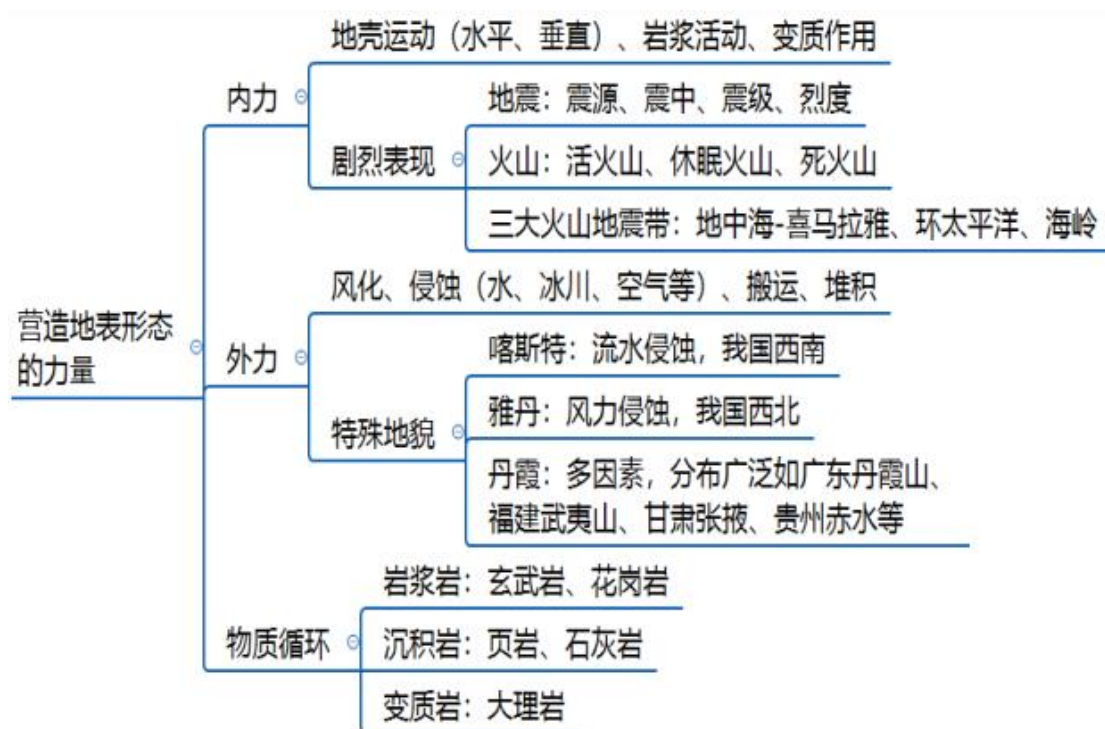 营造地表形态
的力量
内力
地壳运动（水平、垂直）、岩浆活动、变质作用
剧烈表现
地震：震源、震中、震级、烈度
火山：活火山、休眠火山、死火山
三大火山地震带：地中海-喜马拉雅、环太平洋、海岭
外力
风化、侵蚀（水、冰川、空气等）、搬运、堆积
特殊地貌
喀斯特：流水侵蚀，我国西南
雅丹：风力侵蚀，我国西北
丹霞：多因素，分布广泛如广东丹霞山、
福建武夷山、甘肃张掖、贵州赤水等
物质循环
岩浆岩：玄武岩、花岗岩
沉积岩：页岩、石灰岩
变质岩：大理岩